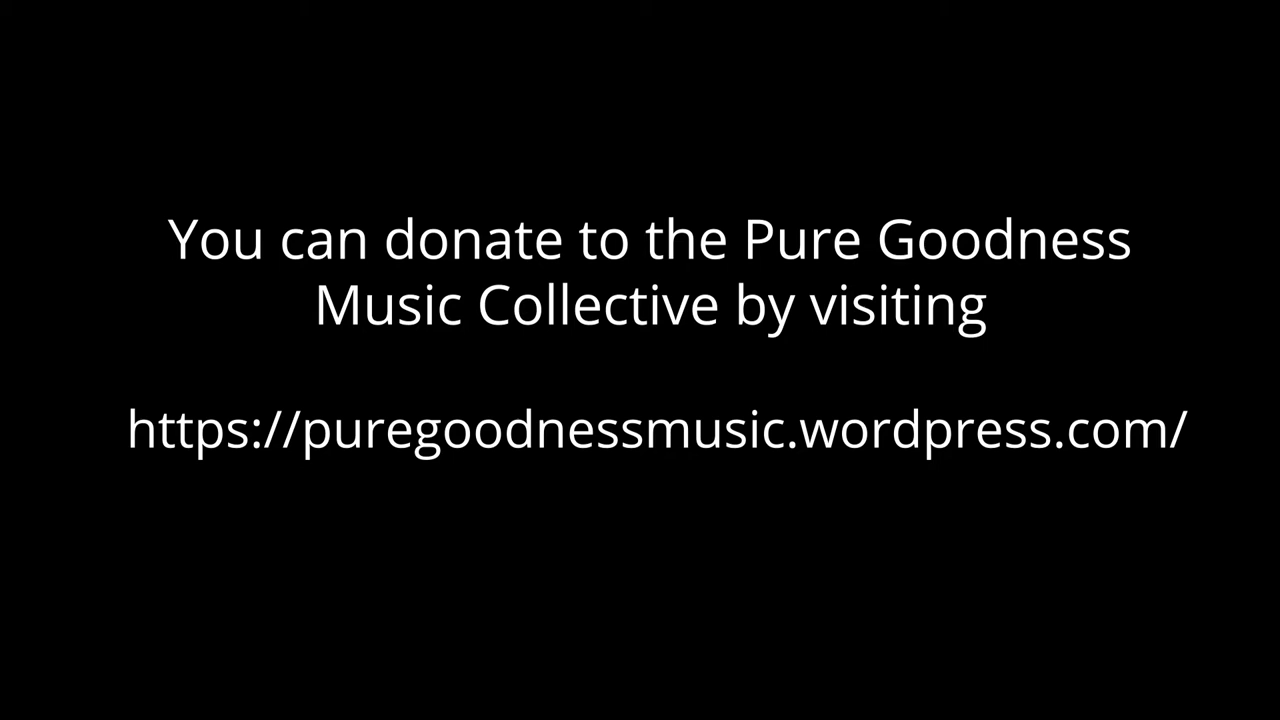 You can donate to the Pure Goodness
Music Collective by visiting
https://puregoodnessmusic.wordpress.com/